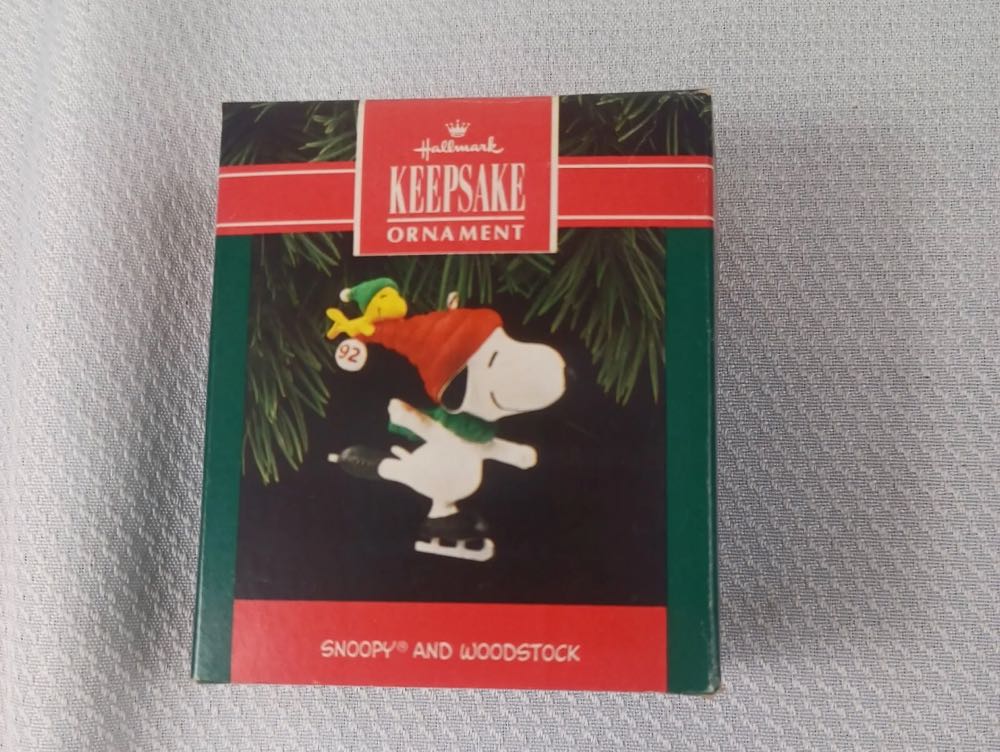 Hallmark
KEEPSAKE
ORNAMENT
92
SNOOPY® AND WOODSTOCK